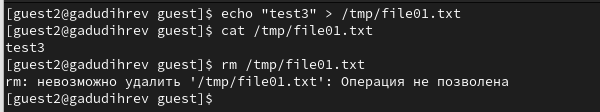 [guest2@gadudihrev guest]$ echo "test3" > /tmp/file01.txt
[guest2@gadudihrev guest]$ cat /tmp/file01.txt
test3
[guest2@gadudihrev guest]$ rm /tmp/file01.txt
rm: невозможно удалить '/tmp/file01.txt': Операция не позволена
[guest2@gadudihrev guest]$